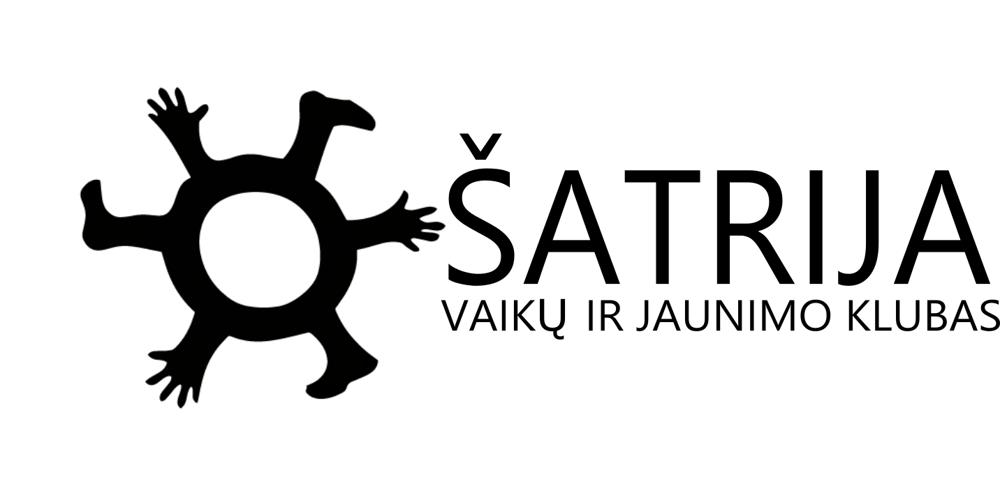 ŠATRIJA
VAIKŲ IR JAUNIMO KLUBAS